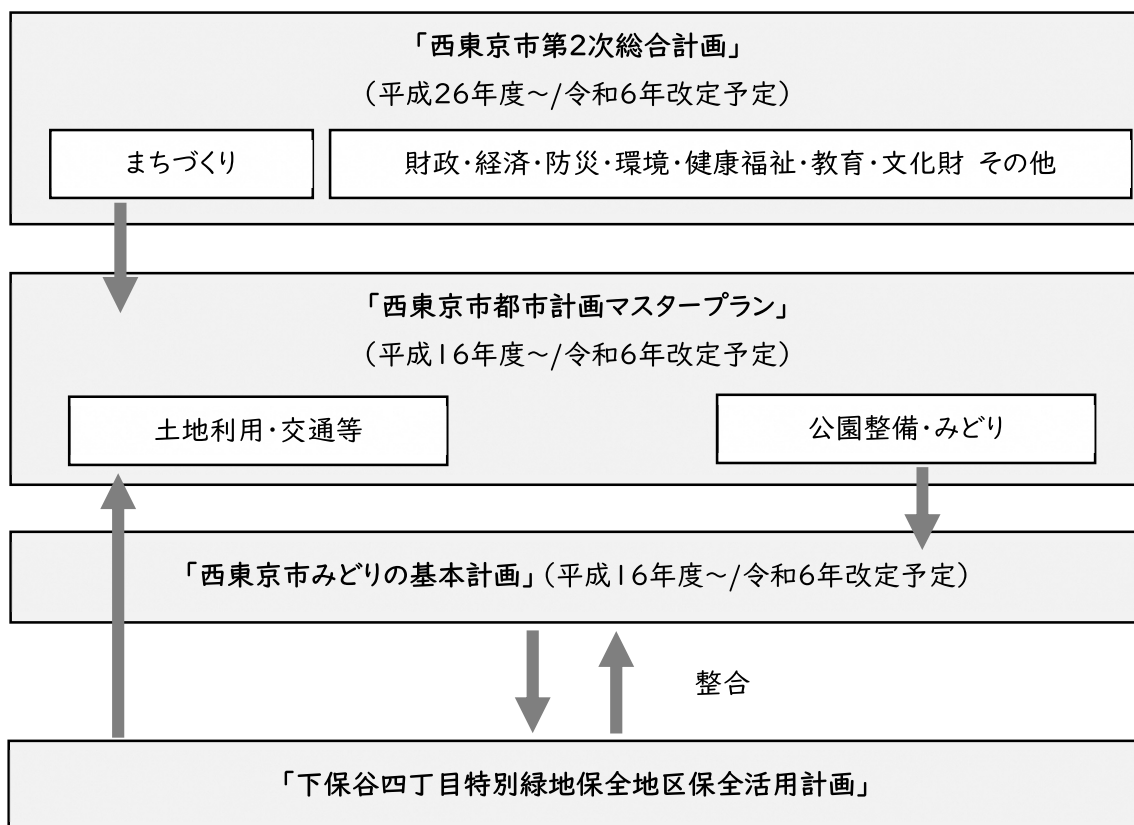 「西東京市第2次総合計画」
（平成26年度～/令和6年改定予定）
まちづくり
財政・経済・防災・環境・健康福祉・教育・文化財 その他
「西東京市都市計画マスタープラン」
（平成16年度～/令和6年改定予定）
土地利用・交通等
公園整備・みどり
「西東京市みどりの基本計画」（平成16年度～/令和6年改定予定）
整合
「下保谷四丁目特別緑地保全地区保全活用計画」